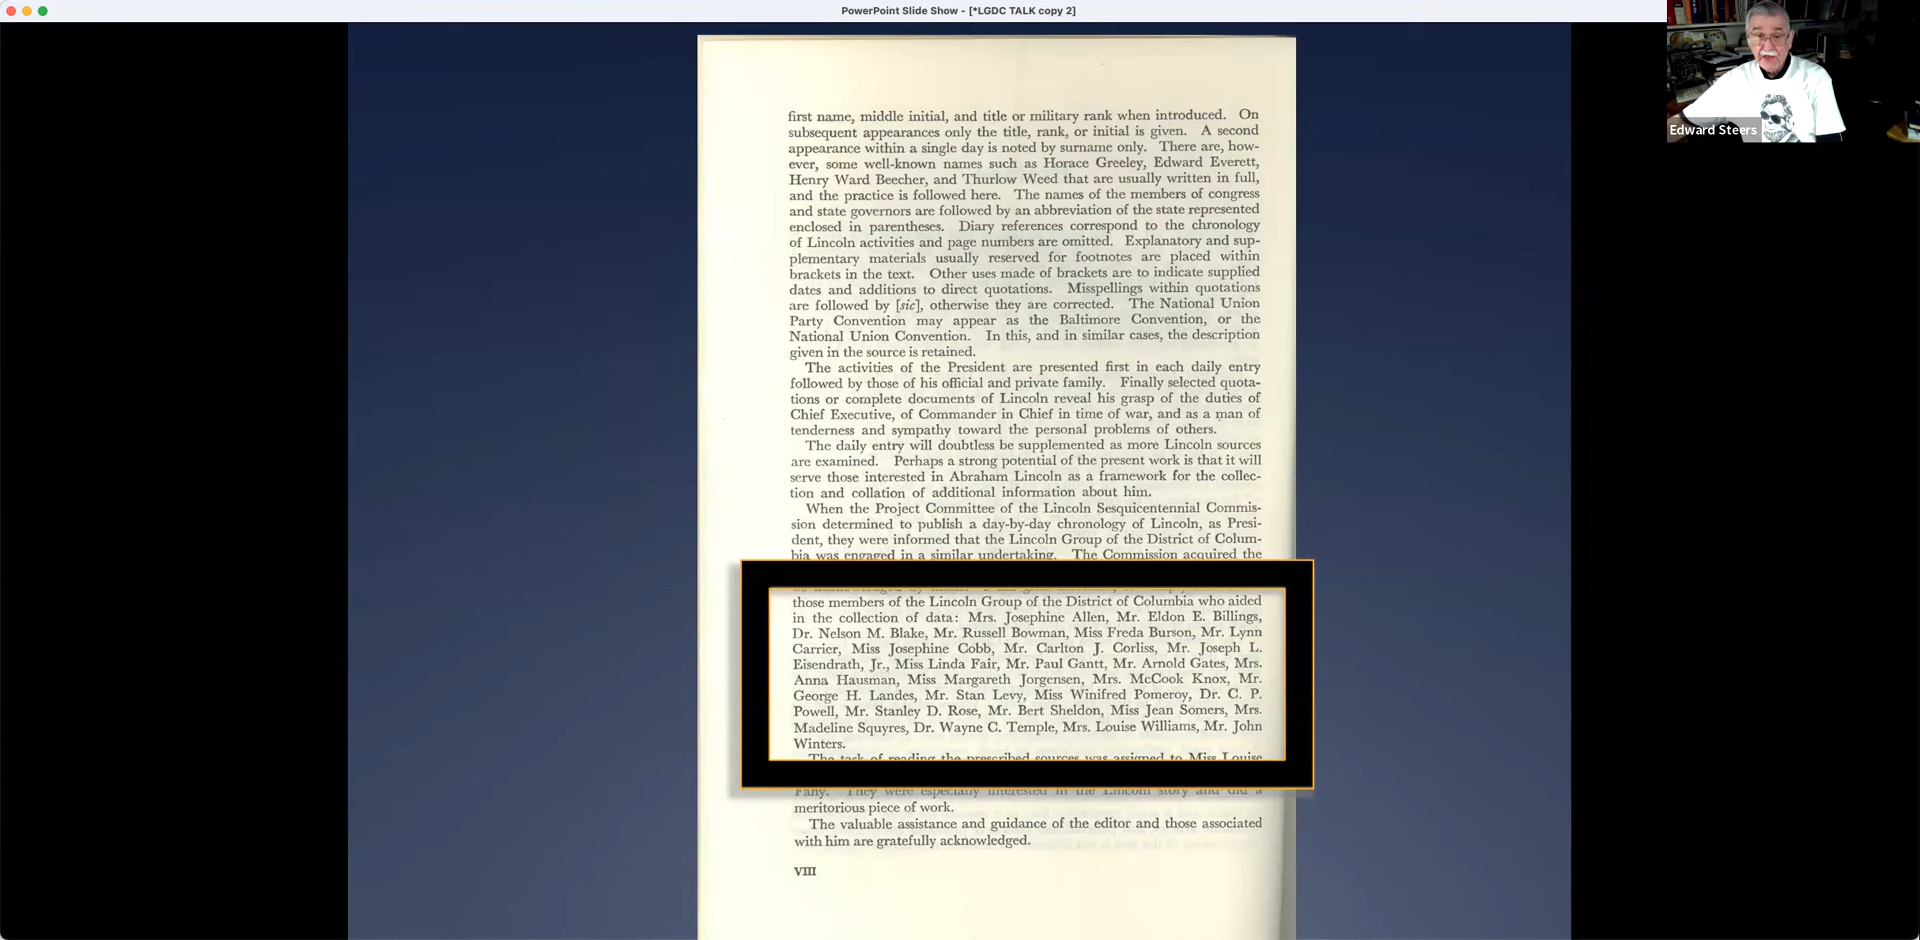 PowerPoint Slide Show - [*LGDC TALK copy 2]
Edward Steers
first name, middle initial, and title or military rank when introduced. On
subsequent appearances only the title, rank, or initial is given. A second
appearance within a single day is noted by surname only. There are, how-
ever, some well-known names such as Horace Greeley, Edward Everett,
Henry Ward Beecher, and Thurlow Weed that are usually written in full,
and the practice is followed here. The names of the members of congress
and state governors are followed by an abbreviation of the state represented
enclosed in parentheses. Diary references correspond to the chronology
of Lincoln activities and page numbers are omitted. Explanatory and sup-
plementary materials usually reserved for footnotes are placed within
brackets in the text. Other uses made of brackets are to indicate supplied
dates and additions to direct quotations. Misspellings within quotations
are followed by [sic], otherwise they are corrected. The National Union
Party Convention may appear as the Baltimore Convention, or the
National Union Convention. In this, and in similar cases, the description
given in the source is retained.
The activities of the President are presented first in each daily entry
followed by those of his official and private family. Finally selected quota-
tions or complete documents of Lincoln reveal his grasp of the duties of
Chief Executive, of Commander in Chief in time of war, and as a man of
tenderness and sympathy toward the personal problems of others.
The daily entry will doubtless be supplemented as more Lincoln sources
are examined. Perhaps a strong potential of the present work is that it will
serve those interested in Abraham Lincoln as a framework for the collec-
tion and collation of additional information about him.
When the Project Committee of the Lincoln Sesquicentennial Commis-
sion determined to publish a day-by-day chronology of Lincoln, as Presi-
dent, they were informed that the Lincoln Group of the District of Colum-
bia was engaged in a similar undertaking. The Commission acquired the
those members of the Lincoln Group of the District of Columbia who aided
in the collection of data: Mrs. Josephine Allen, Mr. Eldon E. Billings,
Dr. Nelson M. Blake, Mr. Russell Bowman, Miss Freda Burson, Mr. Lynn
Carrier, Miss Josephine Cobb, Mr. Carlton J. Corliss, Mr. Joseph L.
Eisendrath, Jr., Miss Linda Fair, Mr. Paul Gantt, Mr. Arnold Gates, Mrs.
Anna Hausman, Miss Margareth Jorgensen, Mrs. McCook Knox, Mr.
George H. Landes, Mr. Stan Levy, Miss Winifred Pomeroy, Dr. C. P.
Powell, Mr. Stanley D. Rose, Mr. Bert Sheldon, Miss Jean Somers, Mrs.
Madeline Squyres, Dr. Wayne C. Temple, Mrs. Louise Williams, Mr. John
Winters.
The task of reading the prescribed sources was assigned to Miss Louise
Fany. They were especially interested in the Lincoln story and did a
meritorious piece of work.
The valuable assistance and guidance of the editor and those associated
with him are gratefully acknowledged.
VIII